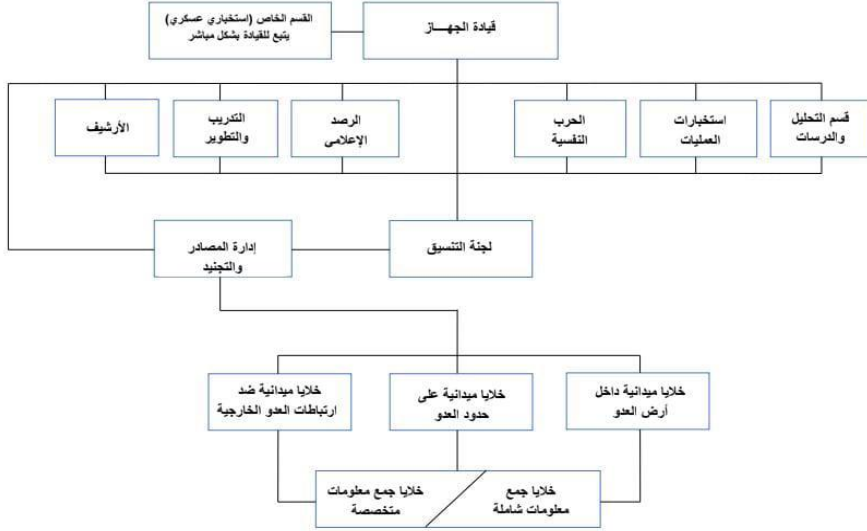 القسم الخاص (استخباري عسكري)
يتبع للقيادة بشكل مباشر
قيادة الجهـــاز
قسم التحليل
والدرسات
استخبارات
العمليات
الحرب
النفسية
الرصد
الإعلامى
التدريب
والتطوير
الأرشيف
لجنة التنسيق
إدارة المصادر
والتجنيد
خلايا ميدانية داخل
أرض العدو
خلايا ميدانية على
حدود العدو
خلايا ميدانية ضد
ارتباطات العدو الخارجية
خلايا جمع
معلومات شاملة
خلايا جمع معلومات
متخصصة